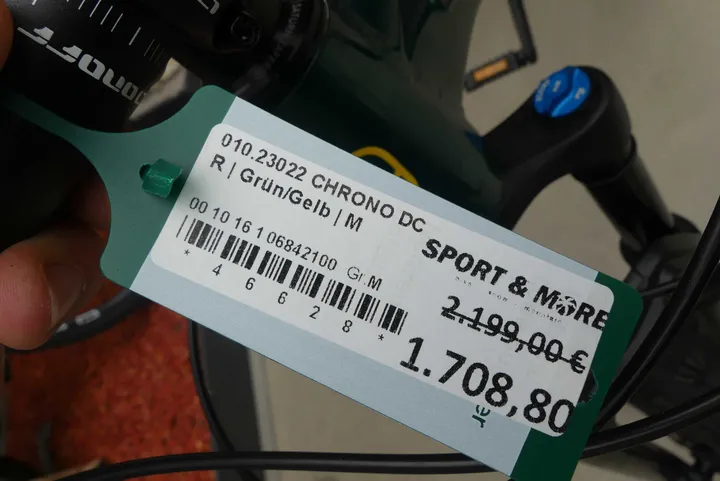 010.23022 CHRONO DC
R | Grün/Gelb | M
00 10 16 1 06842100 Gr.M
* 4 6 6 2 8 *
SPORT & MORE
2.199,00 €
1.708,80